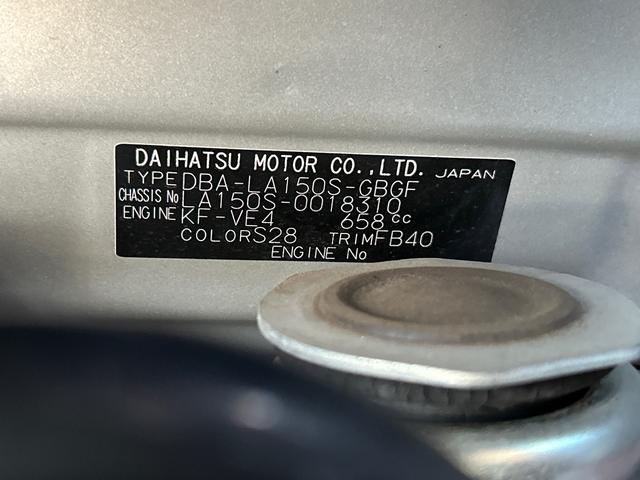 DAIHATSU MOTOR CO.,LTD. JAPAN
TYPE DBA-LA150S-GBGF
CHASSIS No LA150S-0018310
ENGINE KF-VE4 658cc
COLOR S28 TRIM FB40
ENGINE No